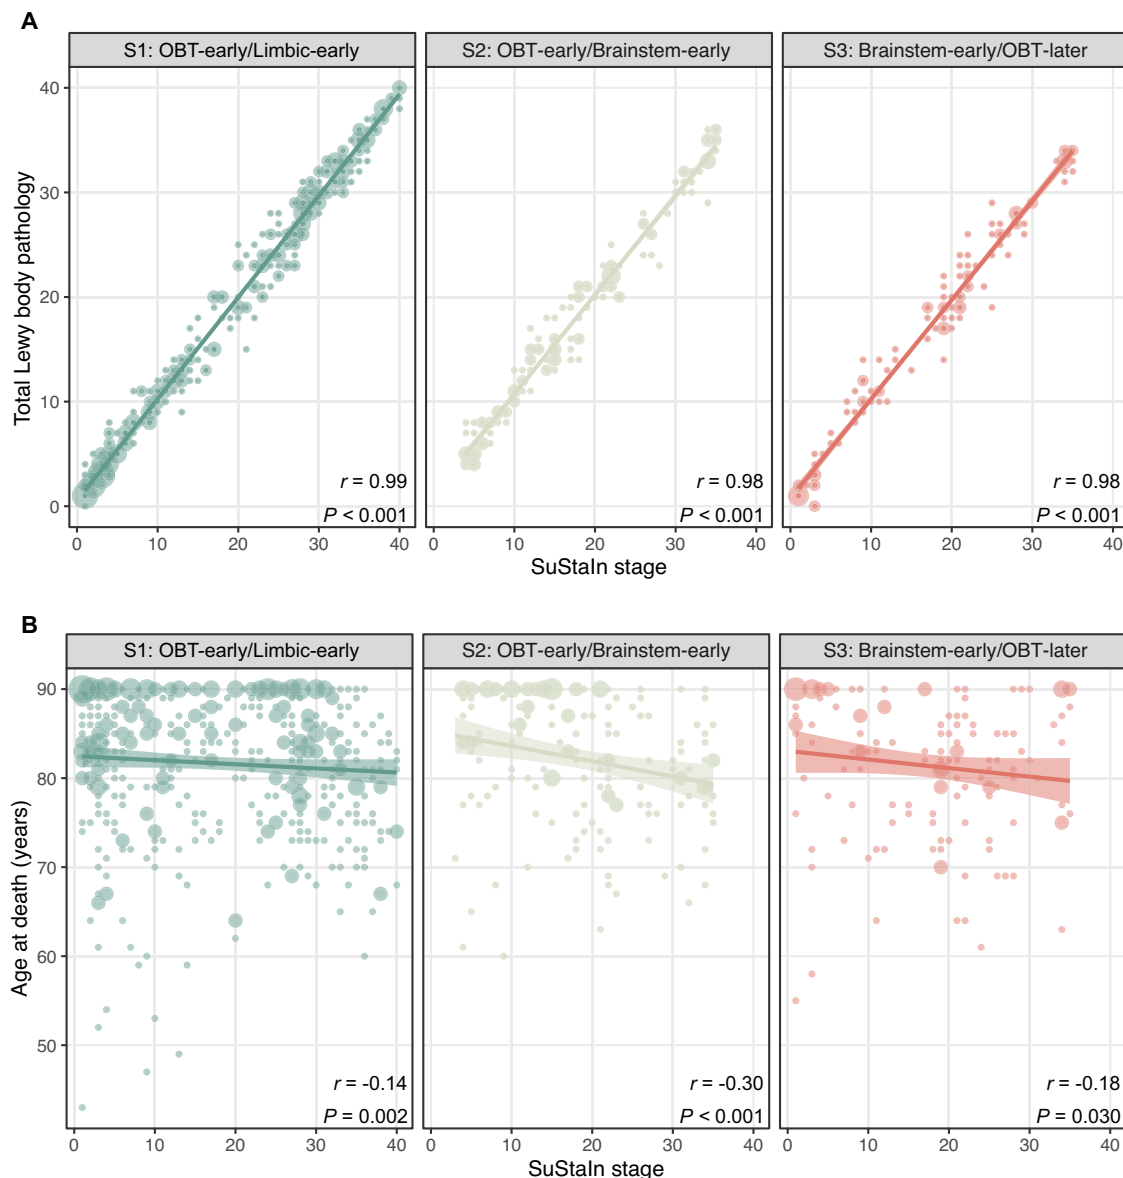 A
S1: OBT-early/Limbic-early
S2: OBT-early/Brainstem-early
S3: Brainstem-early/OBT-later
Total Lewy body pathology
40
30
20
10
0
r = 0.99
P < 0.001
r = 0.98
P < 0.001
r = 0.98
P < 0.001
0 10 20 30 40
0 10 20 30 40
0 10 20 30 40
SuStaIn stage
B
S1: OBT-early/Limbic-early
S2: OBT-early/Brainstem-early
S3: Brainstem-early/OBT-later
Age at death (years)
90
80
70
60
50
r = -0.14
P = 0.002
r = -0.30
P < 0.001
r = -0.18
P = 0.030
0 10 20 30 40
0 10 20 30 40
0 10 20 30 40
SuStaIn stage